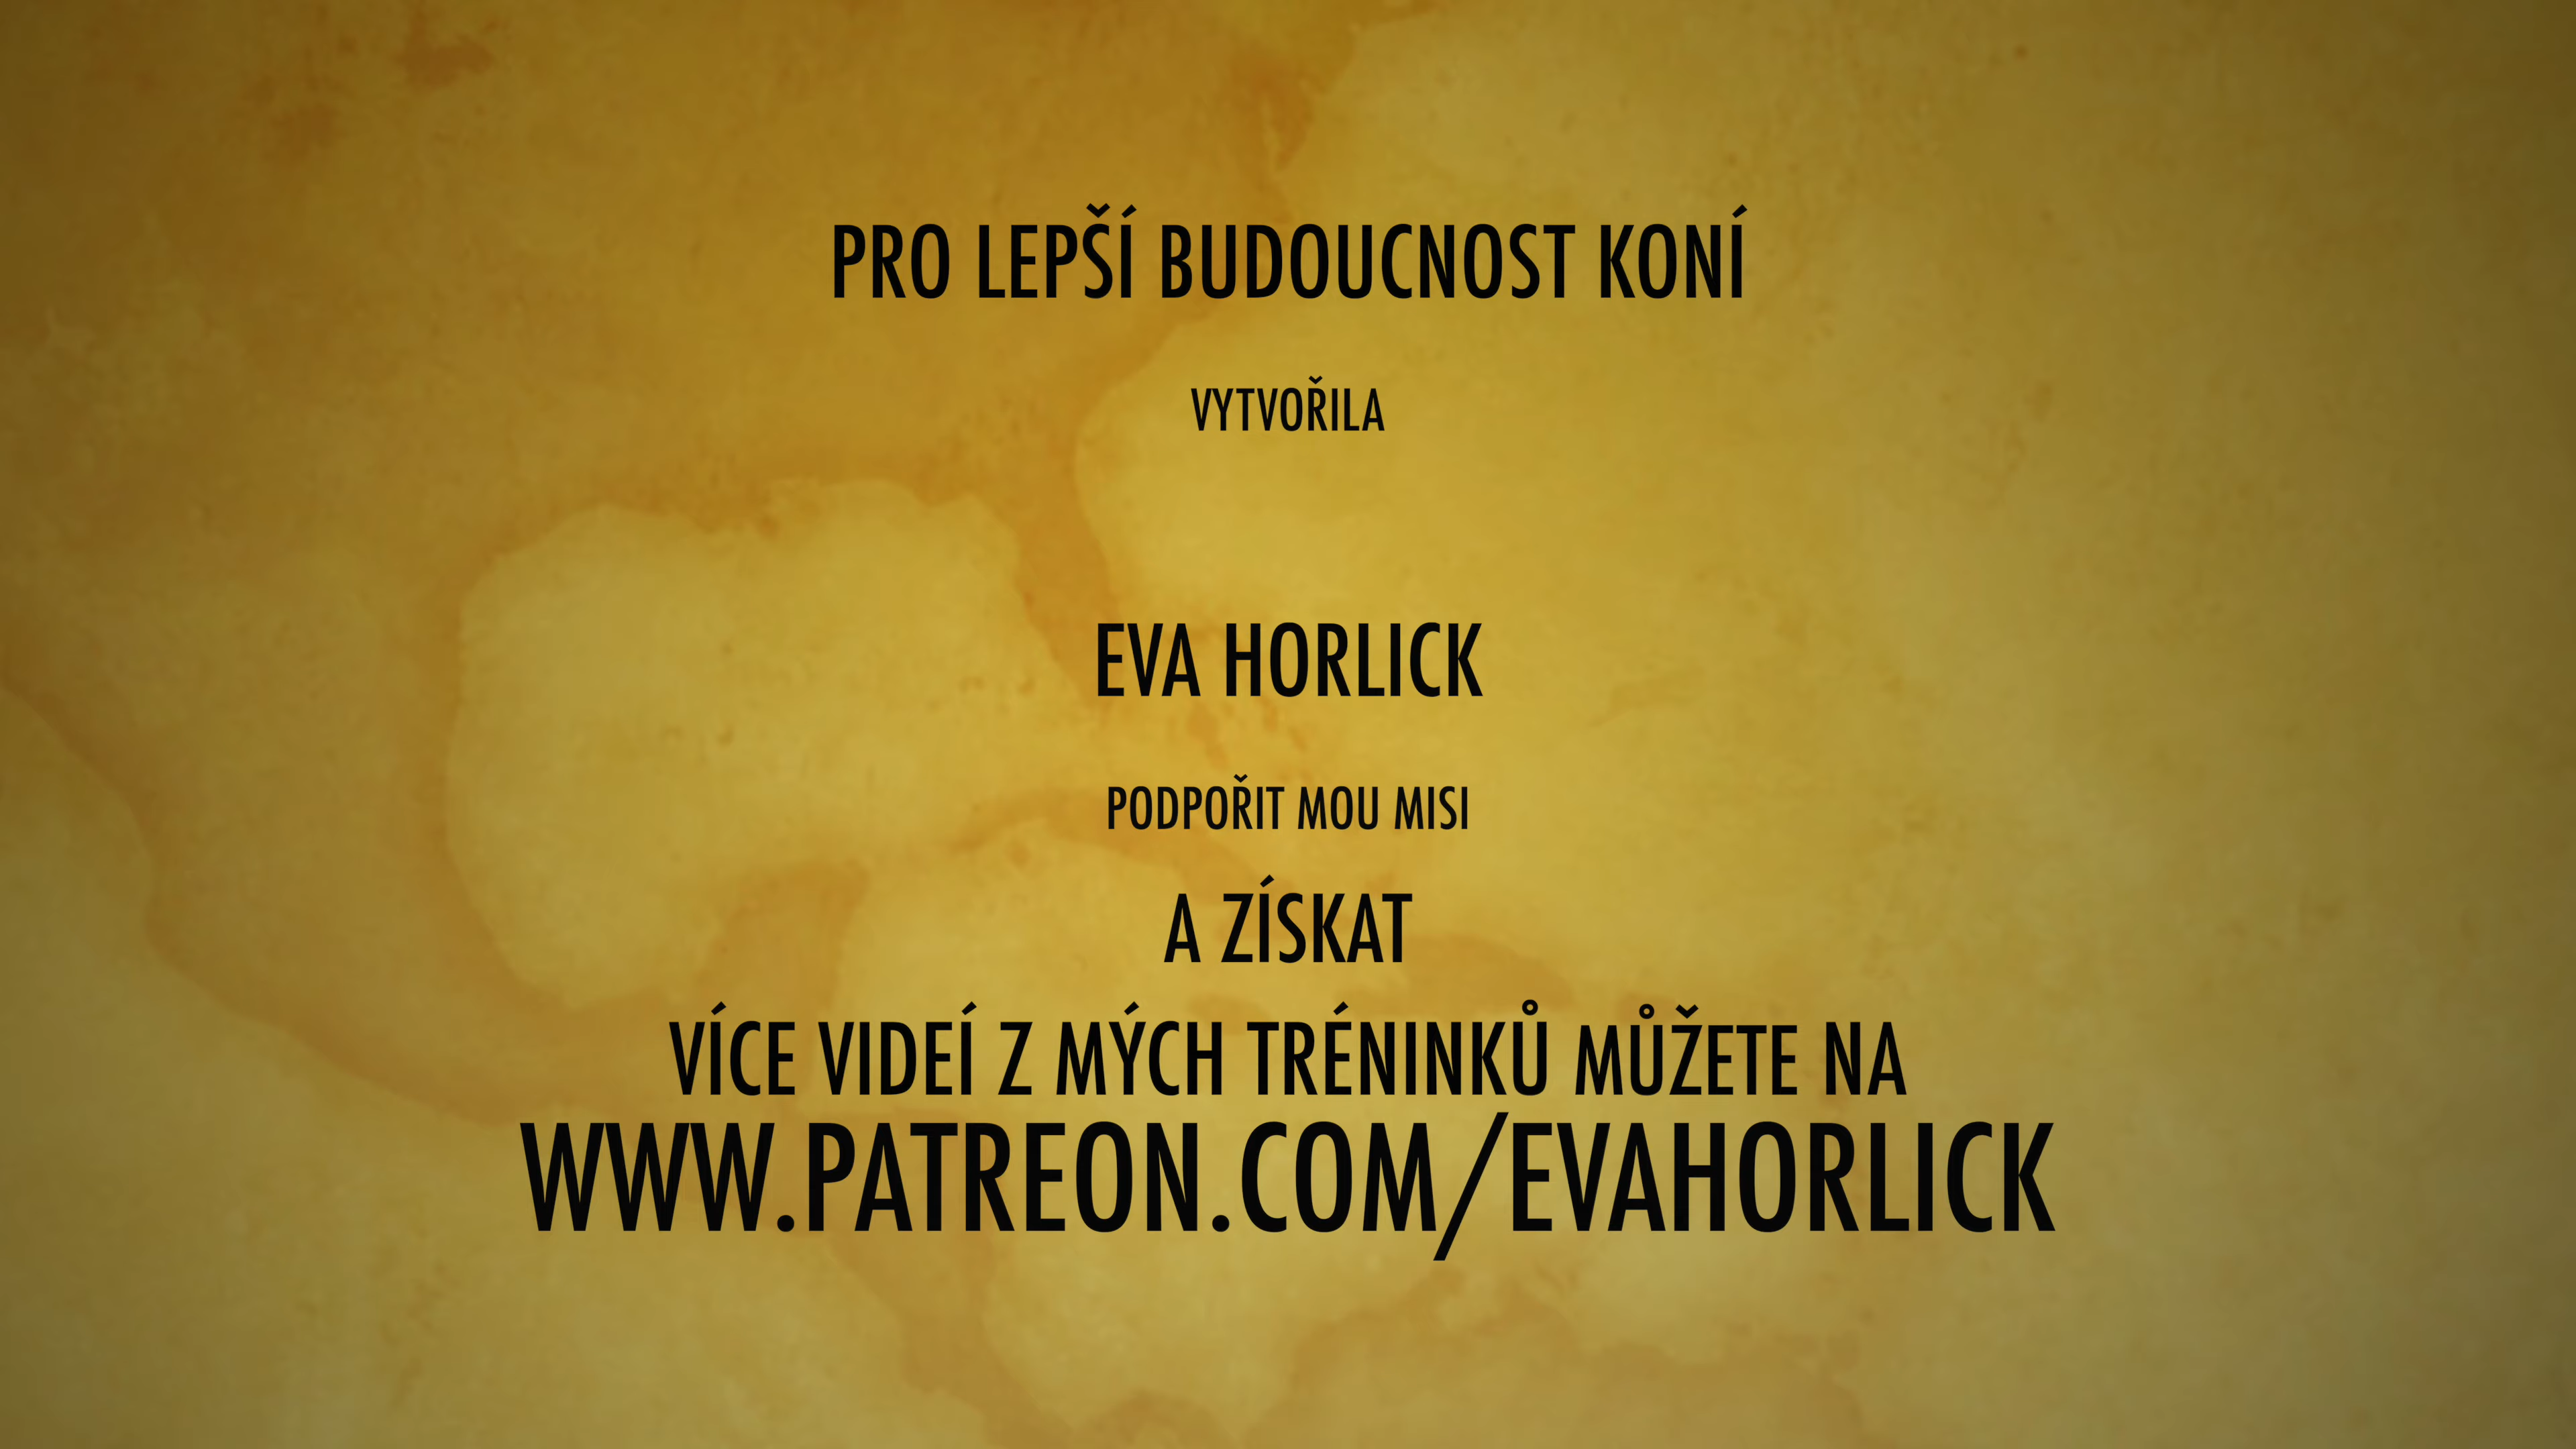 PRO LEPŠÍ BUDOUCNOST KONÍ
VYTVOŘILA
EVA HORLICK
PODPOŘIT MOU MISI
A ZÍSKAT
VÍCE VIDEÍ Z MÝCH TRÉNINKŮ MŮŽETE NA
WWW.PATREON.COM/EVAHORLICK